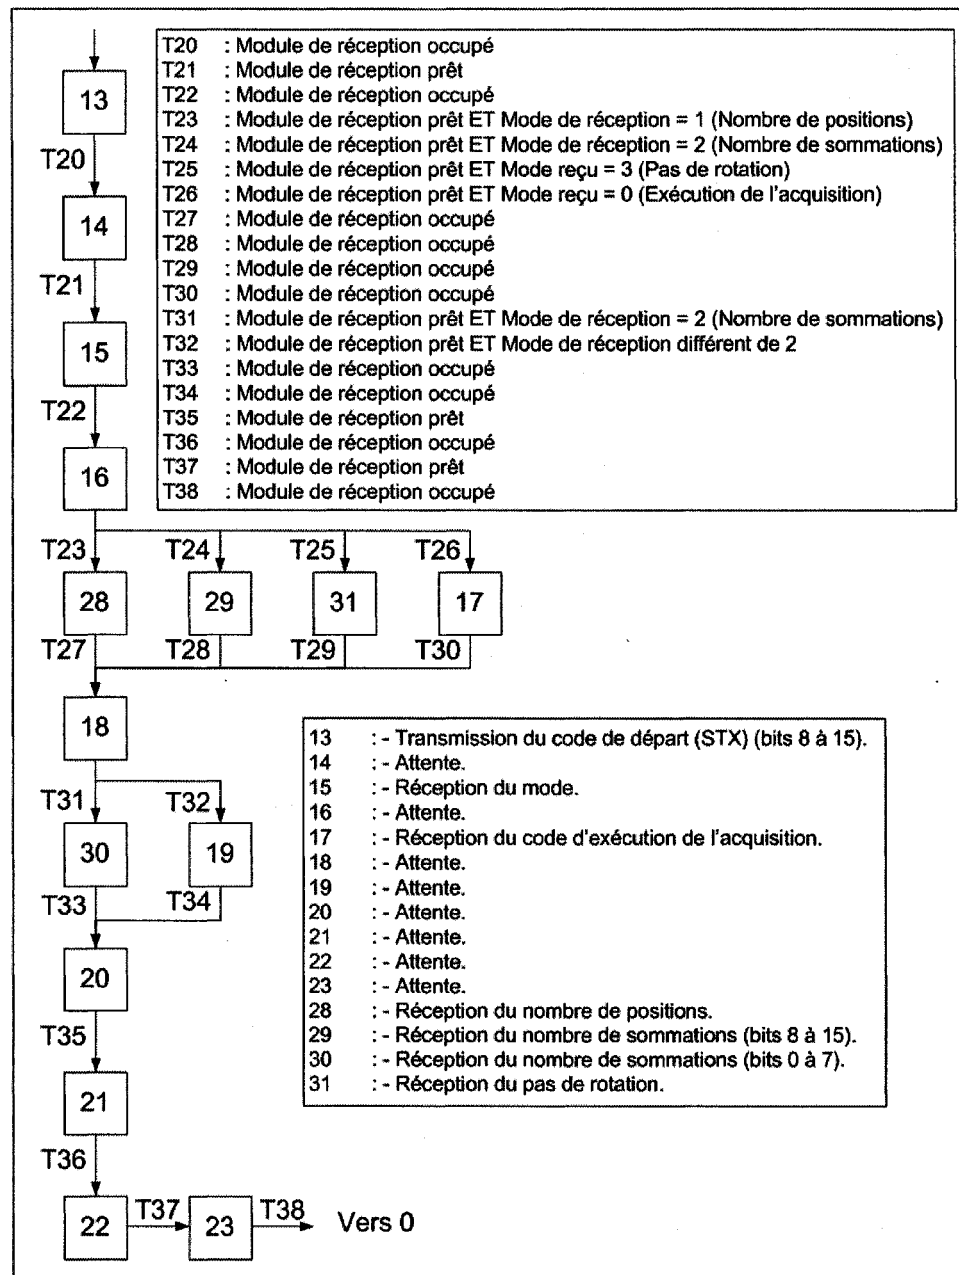 T20 : Module de réception occupé
T21 : Module de réception prêt
T22 : Module de réception occupé
T23 : Module de réception prêt ET Mode de réception = 1 (Nombre de positions)
T24 : Module de réception prêt ET Mode de réception = 2 (Nombre de sommations)
T25 : Module de réception prêt ET Mode reçu = 3 (Pas de rotation)
T26 : Module de réception prêt ET Mode reçu = 0 (Exécution de l'acquisition)
T27 : Module de réception occupé
T28 : Module de réception occupé
T29 : Module de réception occupé
T30 : Module de réception occupé
T31 : Module de réception prêt ET Mode de réception = 2 (Nombre de sommations)
T32 : Module de réception prêt ET Mode de réception différent de 2
T33 : Module de réception occupé
T34 : Module de réception occupé
T35 : Module de réception prêt
T36 : Module de réception occupé
T37 : Module de réception prêt
T38 : Module de réception occupé
13
T20
14
T21
15
T22
16
T23 T24 T25 T26
28 29 31 17
T27 T28 T29 T30
18
T31 T32
30 19
T33 T34
20
T35
21
T36
22 T37 23 T38 Vers 0
13 : - Transmission du code de départ (STX) (bits 8 à 15).
14 : - Attente.
15 : - Réception du mode.
16 : - Attente.
17 : - Réception du code d'exécution de l'acquisition.
18 : - Attente.
19 : - Attente.
20 : - Attente.
21 : - Attente.
22 : - Attente.
23 : - Attente.
28 : - Réception du nombre de positions.
29 : - Réception du nombre de sommations (bits 8 à 15).
30 : - Réception du nombre de sommations (bits 0 à 7).
31 : - Réception du pas de rotation.